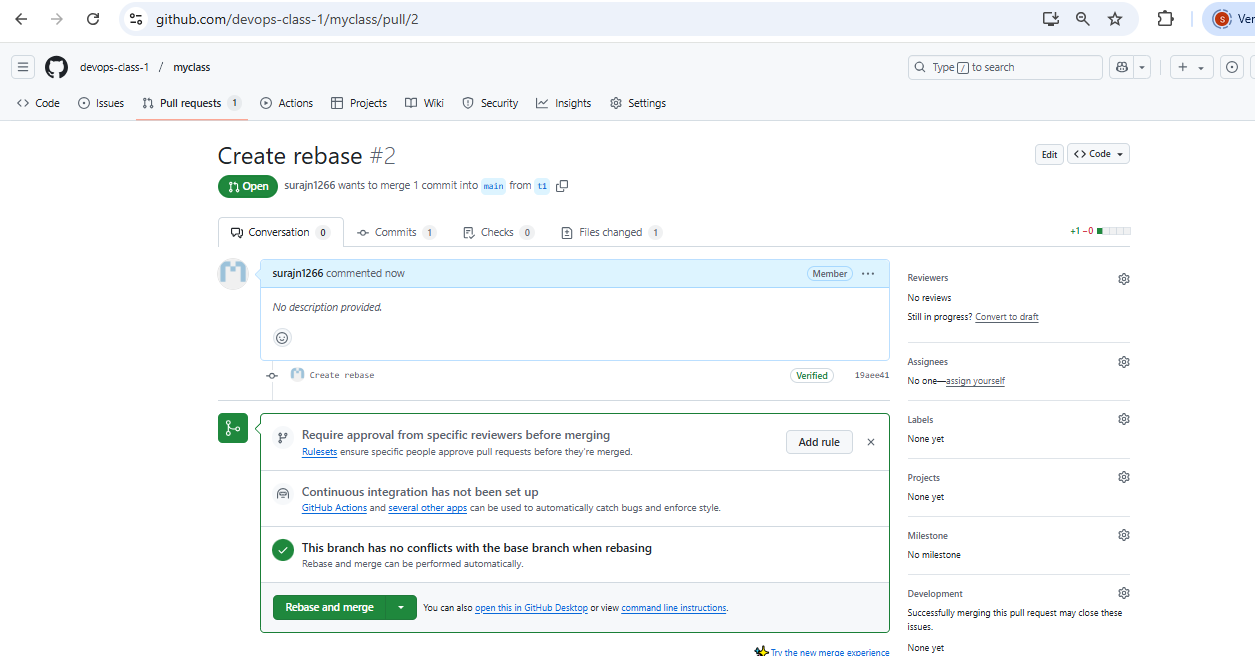 github.com/devops-class-1/myclass/pull/2
S Ver
devops-class-1 / myclass
Type / to search
Code Issues Pull requests 1 Actions Projects Wiki Security Insights Settings
Create rebase #2
Edit
Code
Open
surajn1266 wants to merge 1 commit into main from t1
Conversation 0
Commits 1
Checks 0
Files changed 1
+1 −0
surajn1266 commented now
Member
No description provided.
Create rebase
Verified
19aee41
Require approval from specific reviewers before merging
Rulesets ensure specific people approve pull requests before they're merged.
Add rule
Continuous integration has not been set up
GitHub Actions and several other apps can be used to automatically catch bugs and enforce style.
This branch has no conflicts with the base branch when rebasing
Rebase and merge can be performed automatically.
Rebase and merge
You can also open this in GitHub Desktop or view command line instructions.
Try the new merge experience
Reviewers
No reviews
Still in progress? Convert to draft
Assignees
No one—assign yourself
Labels
None yet
Projects
None yet
Milestone
No milestone
Development
Successfully merging this pull request may close these
issues.
None yet